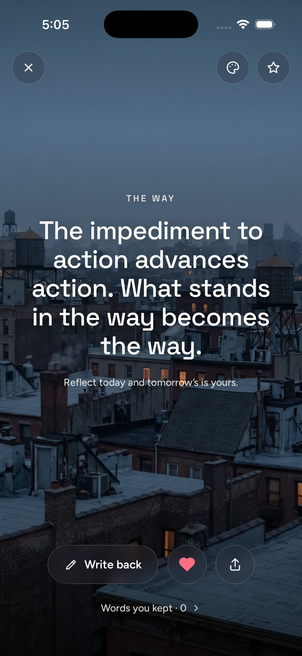 5:05
THE WAY
The impediment to
action advances
action. What stands
in the way becomes
the way.
Reflect today and tomorrow's is yours.
Write back
Words you kept · 0